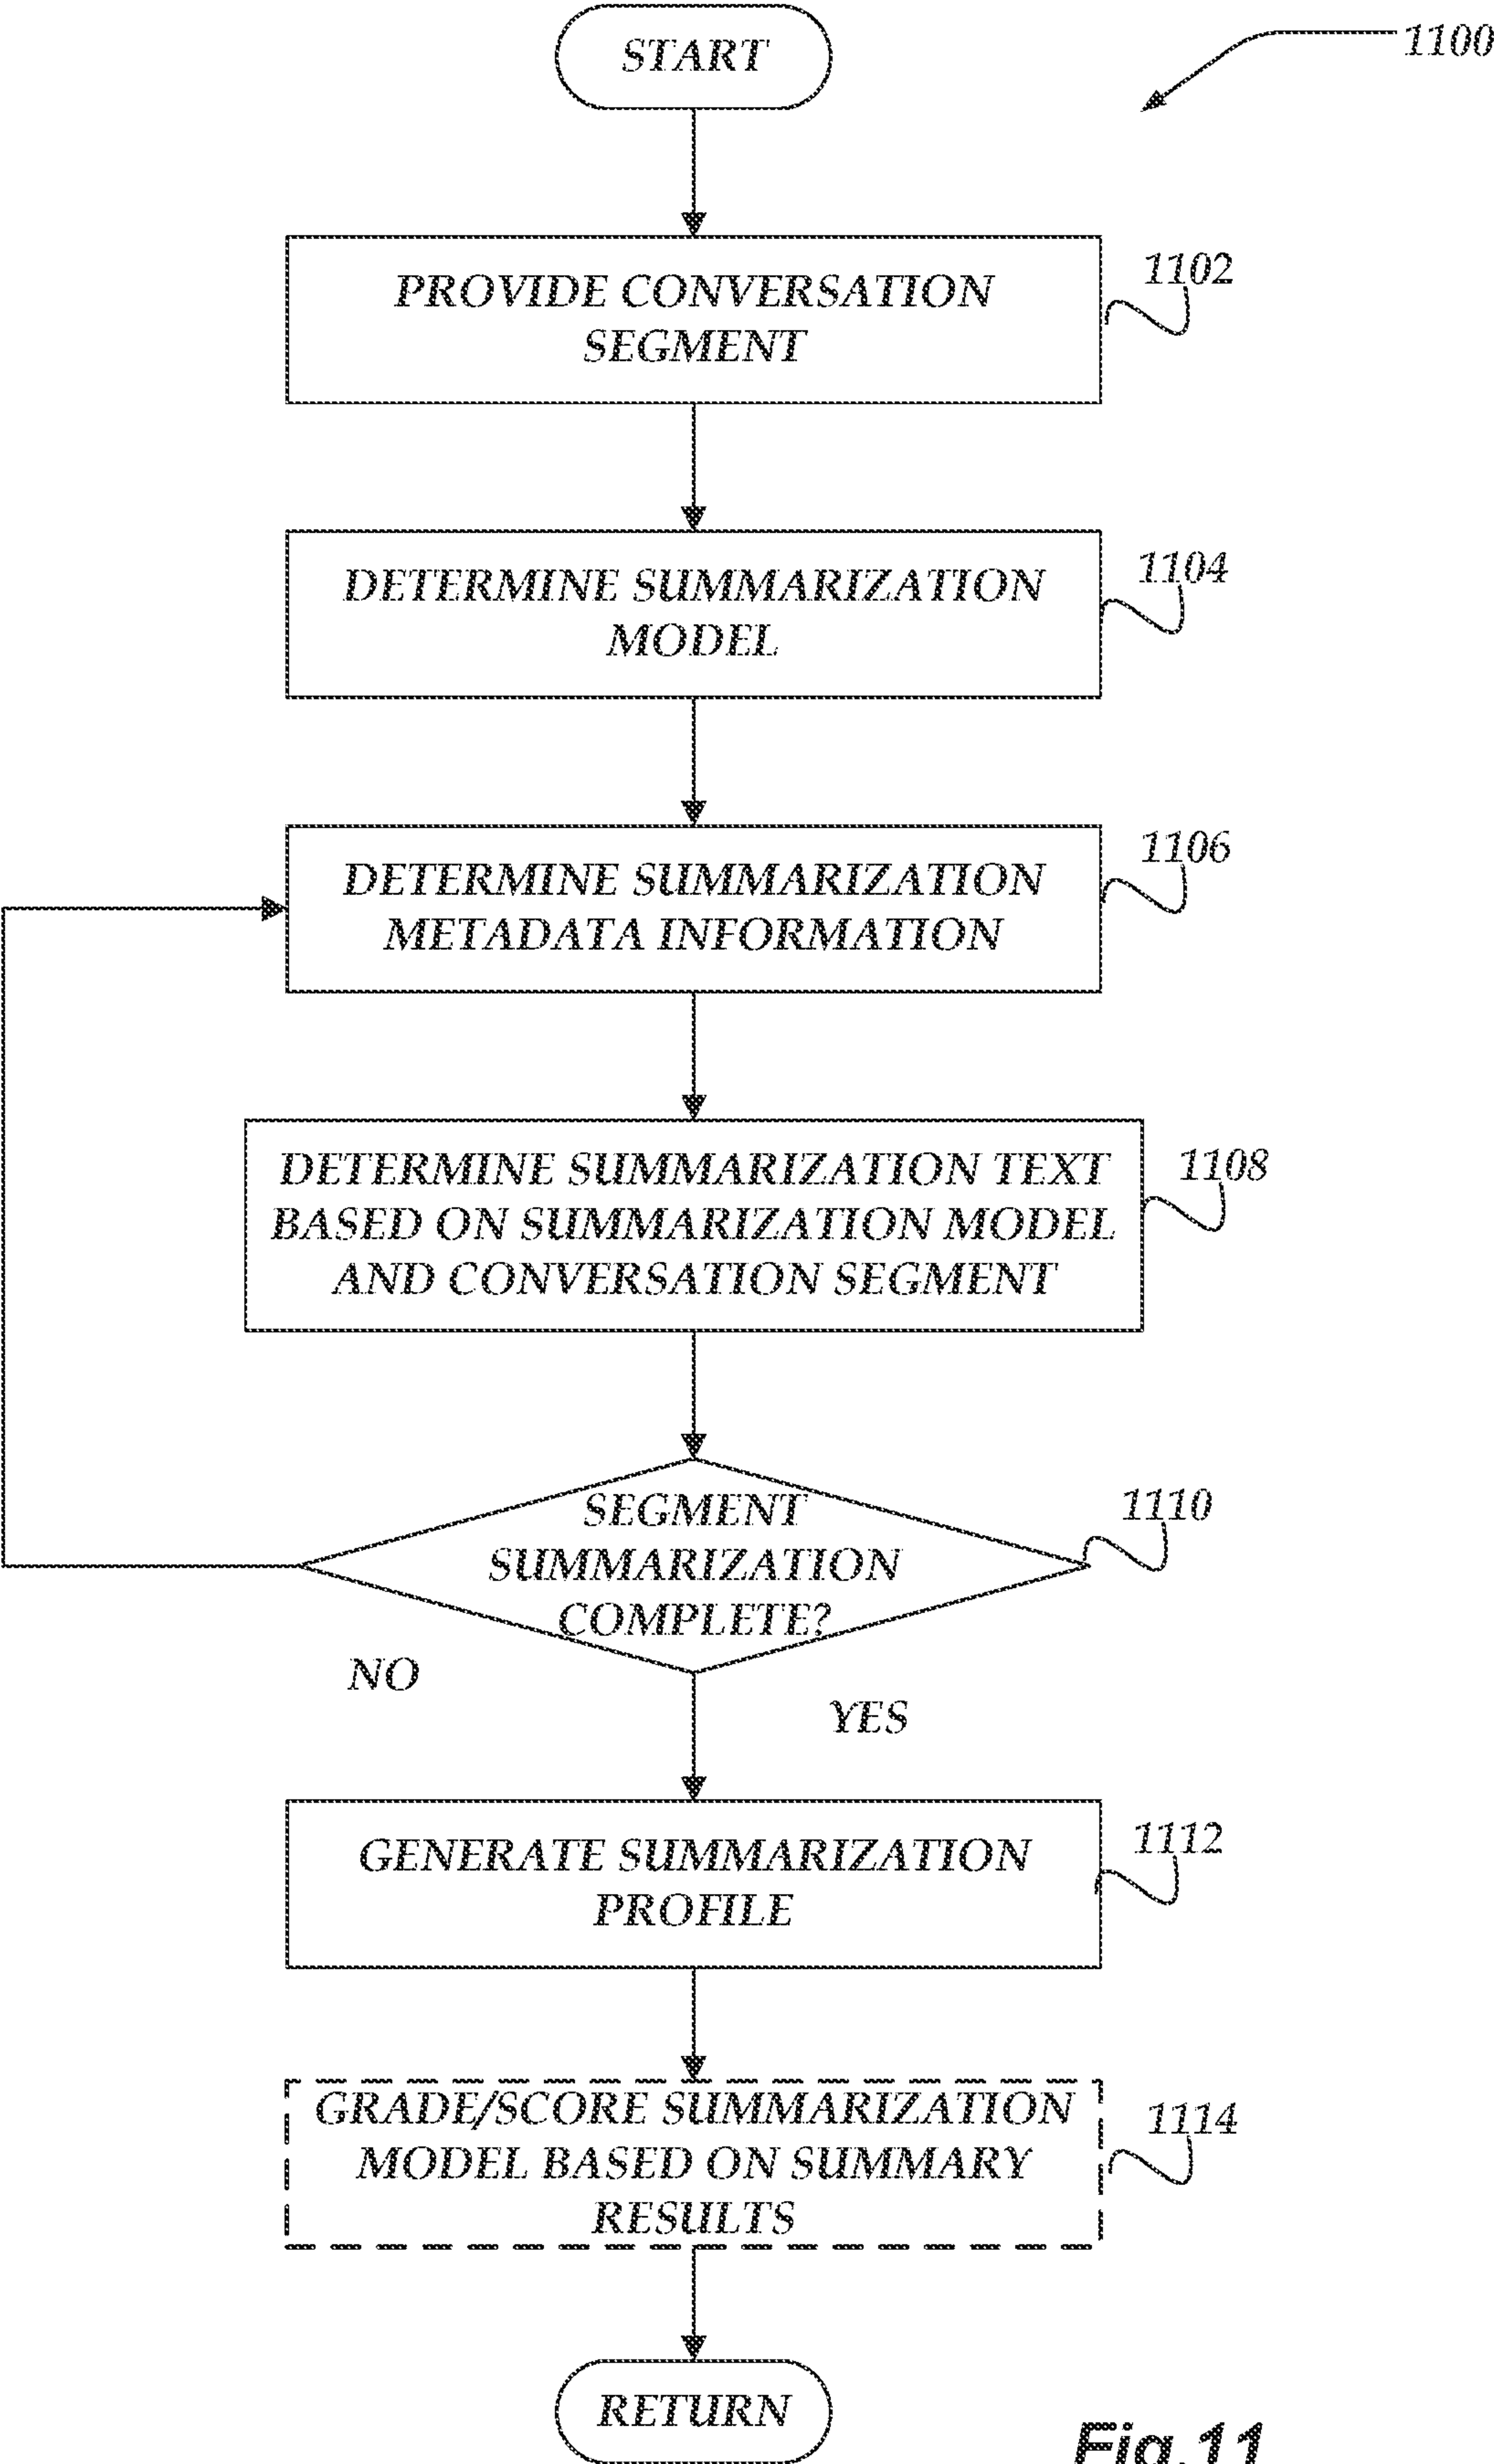 START
1100
PROVIDE CONVERSATION
SEGMENT
1102
DETERMINE SUMMARIZATION
MODEL
1104
DETERMINE SUMMARIZATION
METADATA INFORMATION
1106
DETERMINE SUMMARIZATION TEXT
BASED ON SUMMARIZATION MODEL
AND CONVERSATION SEGMENT
1108
SEGMENT
SUMMARIZATION
COMPLETE?
1110
NO
YES
GENERATE SUMMARIZATION
PROFILE
1112
GRADE/SCORE SUMMARIZATION
MODEL BASED ON SUMMARY
RESULTS
1114
RETURN
Fig.11